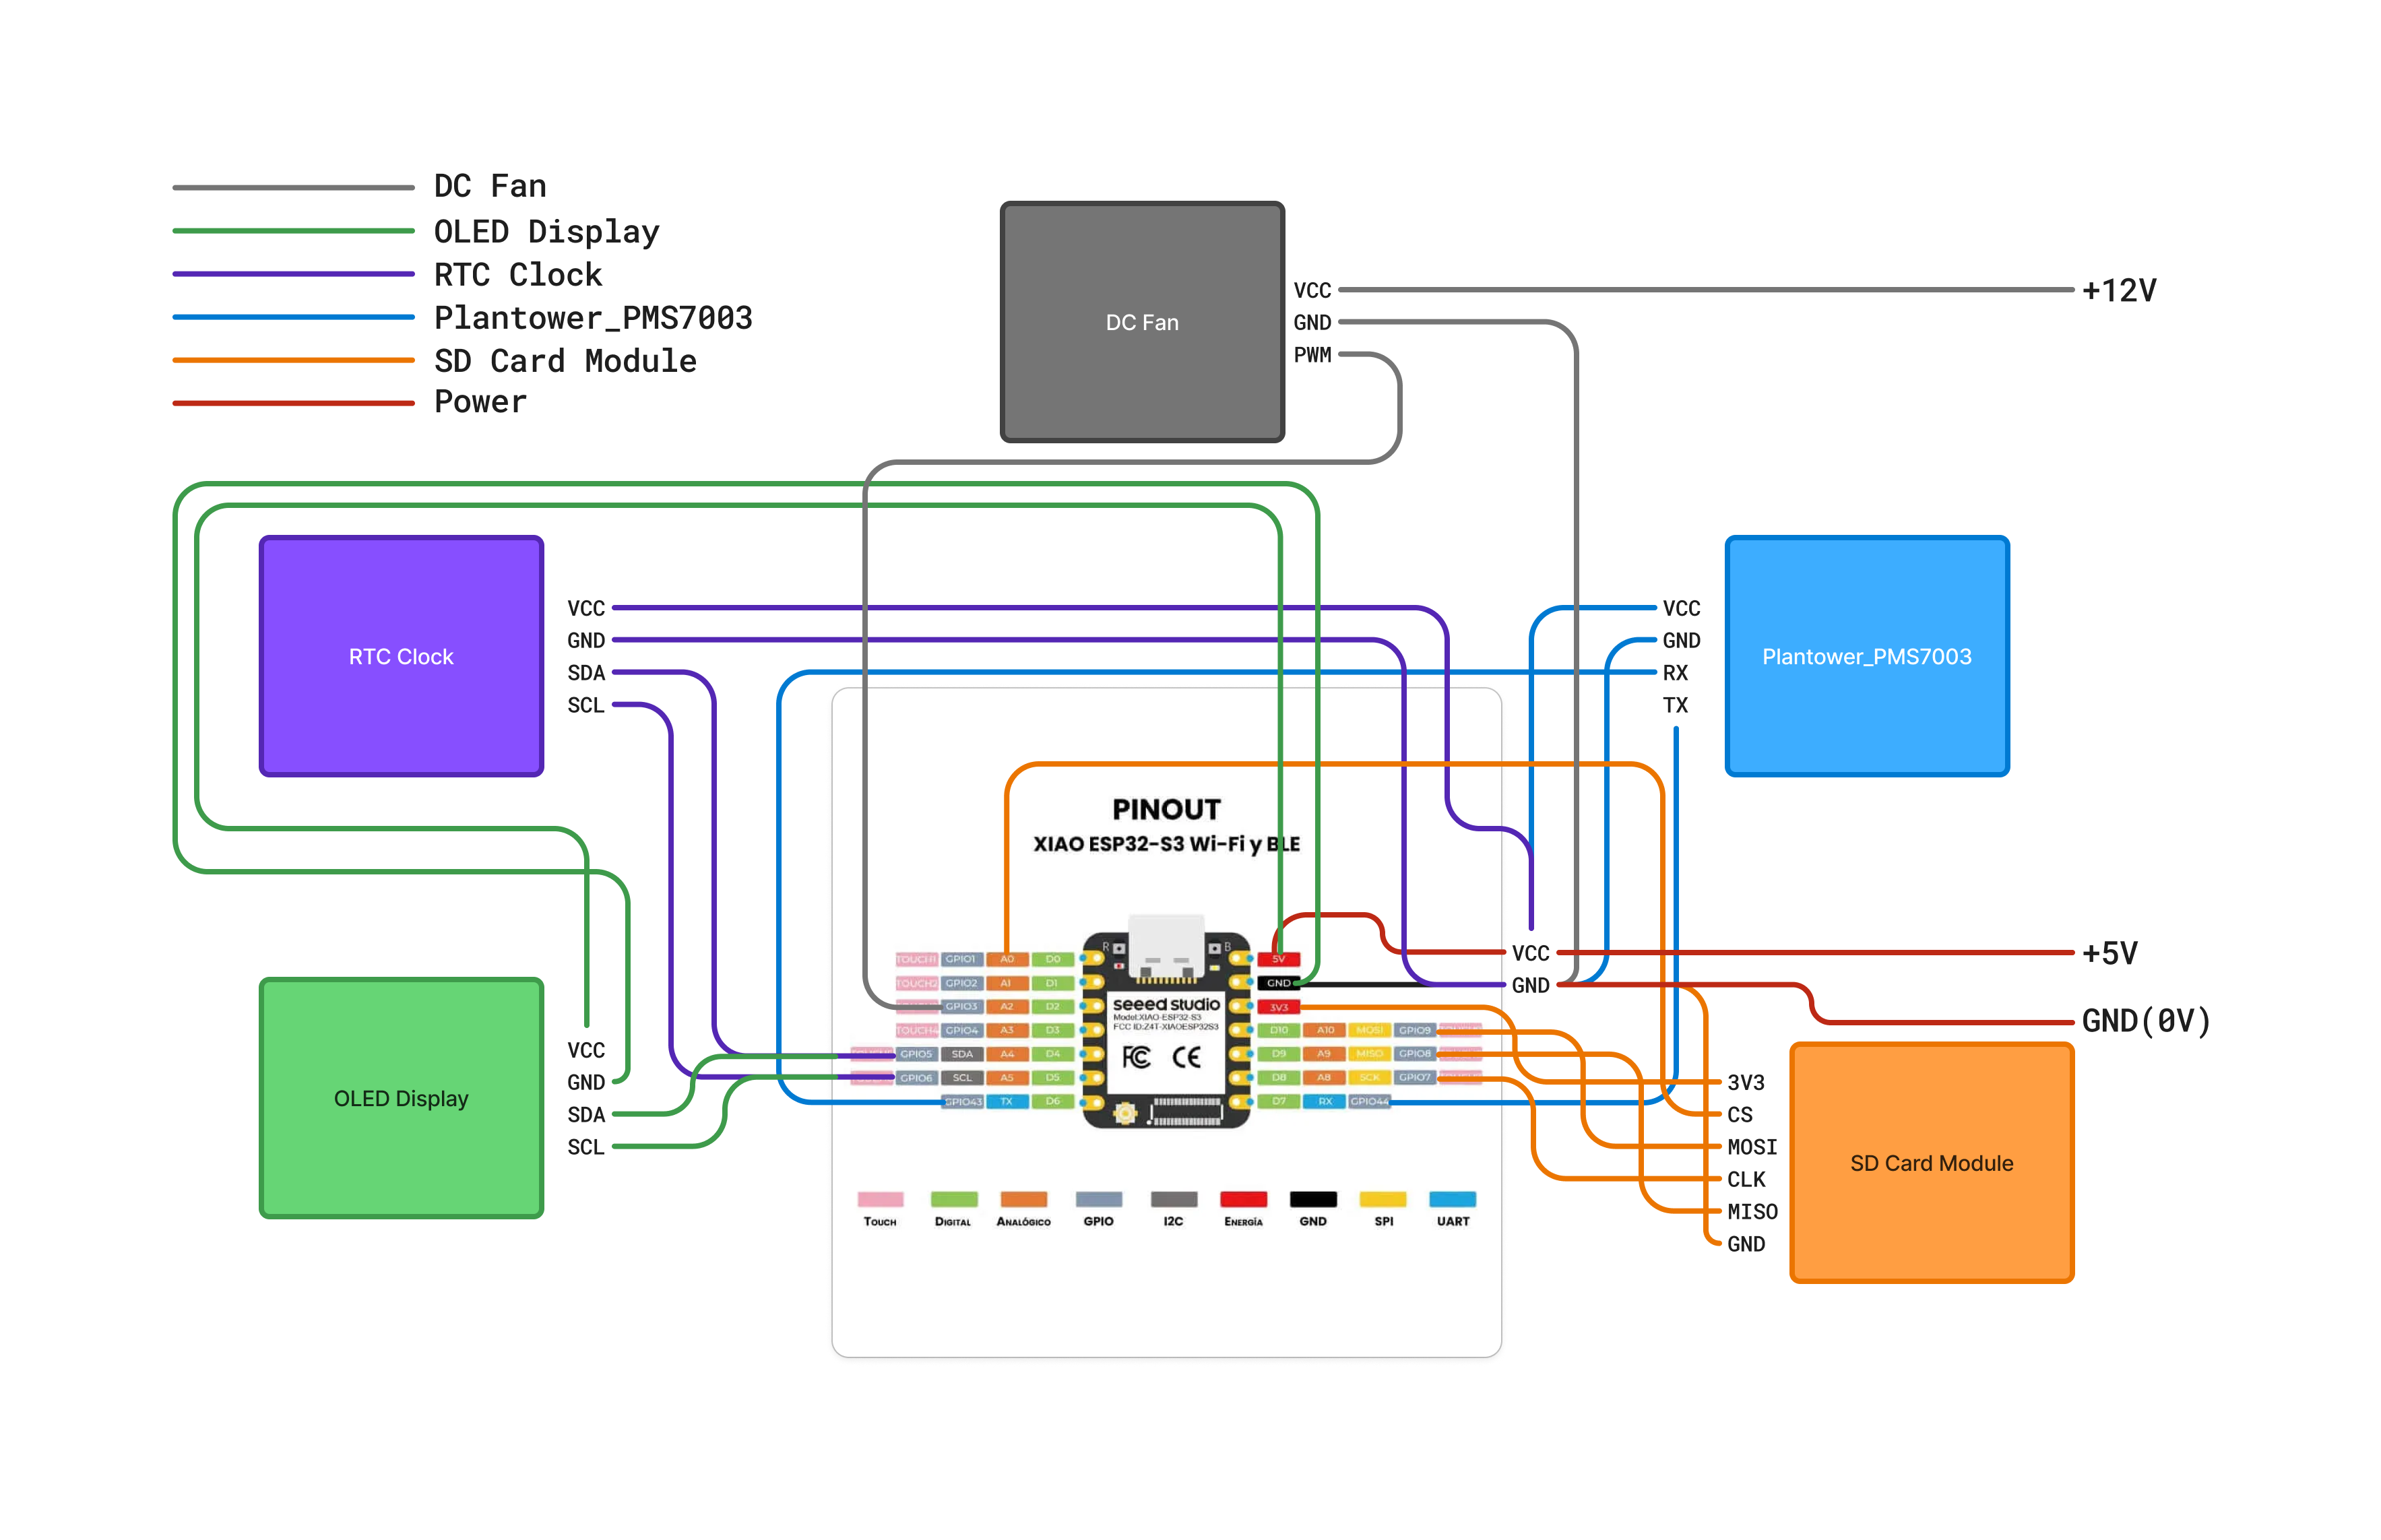 DC Fan
OLED Display
RTC Clock
Plantower_PMS7003
SD Card Module
Power
DC Fan
VCC
GND
PWM
+12V
RTC Clock
VCC
GND
SDA
SCL
VCC
GND
RX
TX
Plantower_PMS7003
PINOUT
XIAO ESP32-S3 Wi-Fi y BLE
R
B
TOUCH1 GPIO1 A0 D0
5V
TOUCH2 GPIO2 A1 D1
GND
GPIO3 A2 D2
3V3
TOUCH4 GPIO4 A3 D3
D10 A10 MOSI GPIO9
GPIO5 SDA A4 D4
D9 A9 MISO GPIO8
GPIO6 SCL A5 D5
D8 A8 SCK GPIO7
GPIO43 TX D6
D7 RX GPIO44
seeed studio
Model:XIAO-ESP32-S3
FCC ID:Z4T-XIAOESP32S3
FC CE
VCC
GND
+5V
GND(0V)
OLED Display
VCC
GND
SDA
SCL
3V3
CS
MOSI
CLK
MISO
GND
SD Card Module
Touch
Digital
Analógico
GPIO
I2C
Energía
GND
SPI
UART